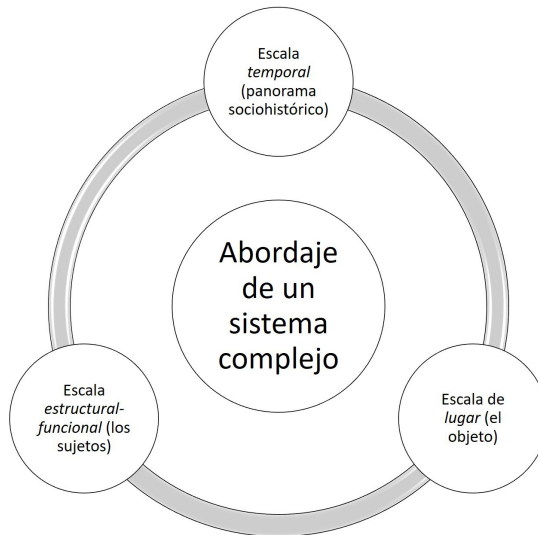 Escala
temporal
(panorama
sociohistórico)
Abordaje
de un
sistema
complejo
Escala
estructural-
funcional (los
sujetos)
Escala de
lugar (el
objeto)